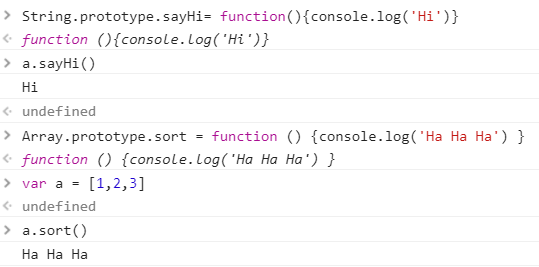 > String.prototype.sayHi= function(){console.log('Hi')}
< function (){console.log('Hi')}
> a.sayHi()
Hi
< undefined
> Array.prototype.sort = function () {console.log('Ha Ha Ha') }
< function () {console.log('Ha Ha Ha') }
> var a = [1,2,3]
< undefined
> a.sort()
Ha Ha Ha